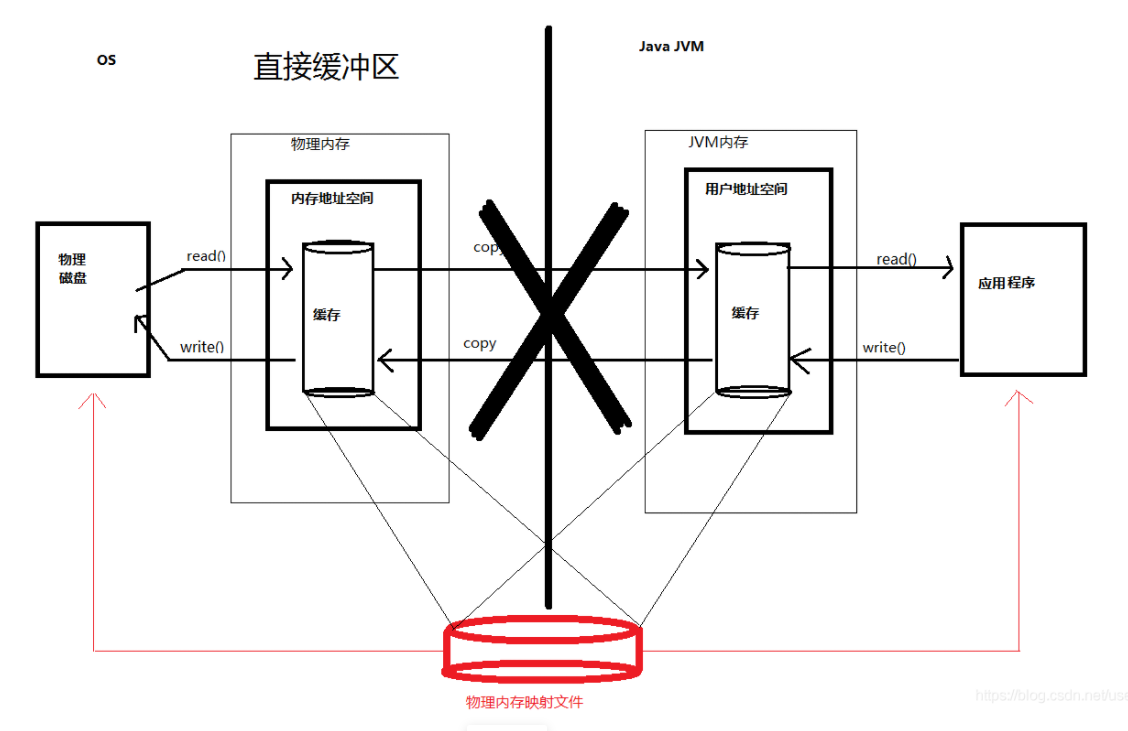 OS
直接缓冲区
Java JVM
物理内存
JVM内存
内存地址空间
用户地址空间
物理
磁盘
read()
copy
read()
应用程序
缓存
缓存
write()
copy
write()
物理内存映射文件
https://blog.csdn.net/use